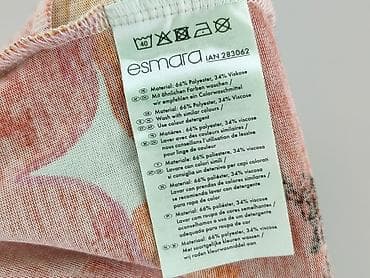 40
esmara IAN 283062
Material: 66% Polyester, 34% Viskose
Mit ähnlichen Farben waschen /
wir empfehlen ein Colorwaschmittel
Material: 66% polyester, 34% viscose
Wash with similar colours /
Use colour detergent
Matières: 66% polyester, 34% viscose
Laver avec des couleurs similaires /
nous conseillons l'utilisation de lessive
pour linge de couleur
Materiale: 66% poliestere, 34% viscosa
Lavare con colori simili /
si consiglia un detersivo per capi colorati
Material: 66% poliéster, 34% viscosa
Lavar con prendas de colores similares /
se recomienda lavar con detergente
para ropa de color
Material: 66% poliéster, 34% viscose
Lavar com roupa de cores semelhantes /
aconselhamos o uso de detergente
adequado para roupa de cor
Materiaal: 66% polyester, 34% viscose
Met soortgelijke kleuren wassen /
wij raden kleurwasmiddel aan